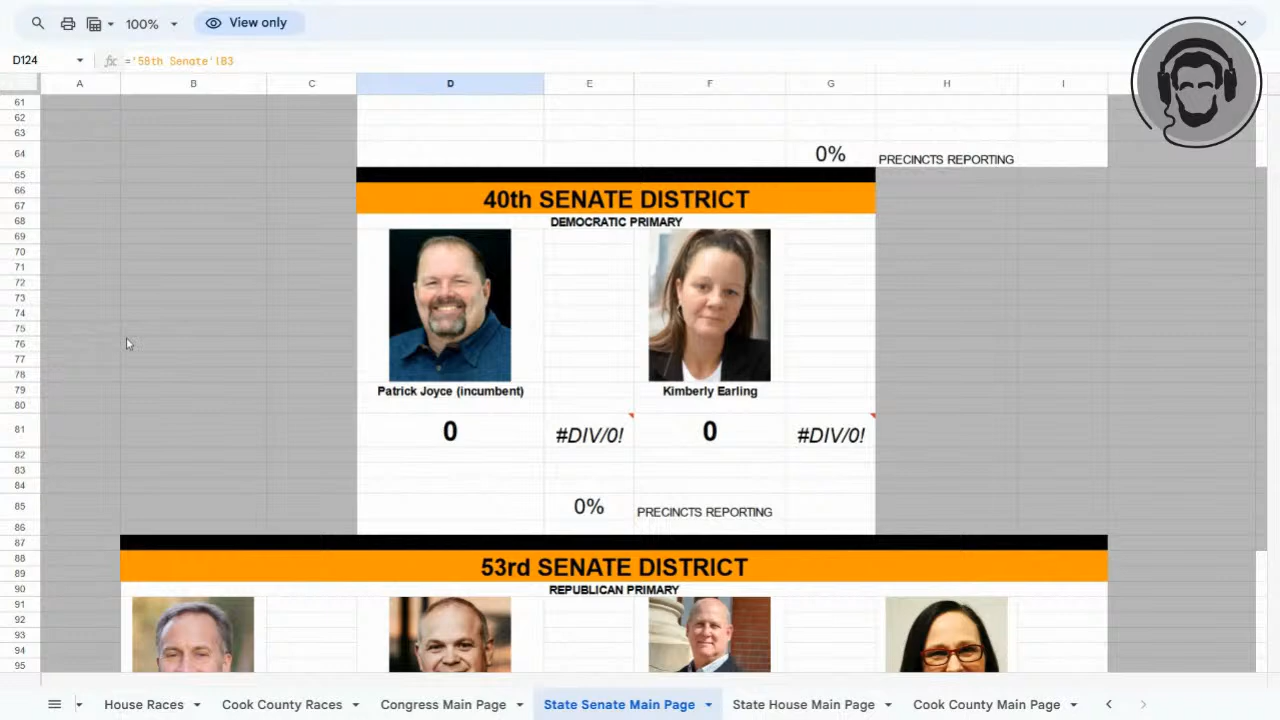 100%
View only
D124
fx
='58th Senate'!B3
A B C D E F G H I
61
62
63
64 0% PRECINCTS REPORTING
65
66
67 40th SENATE DISTRICT
68 DEMOCRATIC PRIMARY
69
70
71
72
73
74
75
76
77
78
79 Patrick Joyce (incumbent) Kimberly Earling
80
81 0 #DIV/0! 0 #DIV/0!
82
83
84
85 0% PRECINCTS REPORTING
86
87
88
89 53rd SENATE DISTRICT
90 REPUBLICAN PRIMARY
91
92
93
94
95
House Races Cook County Races Congress Main Page State Senate Main Page State House Main Page Cook County Main Page